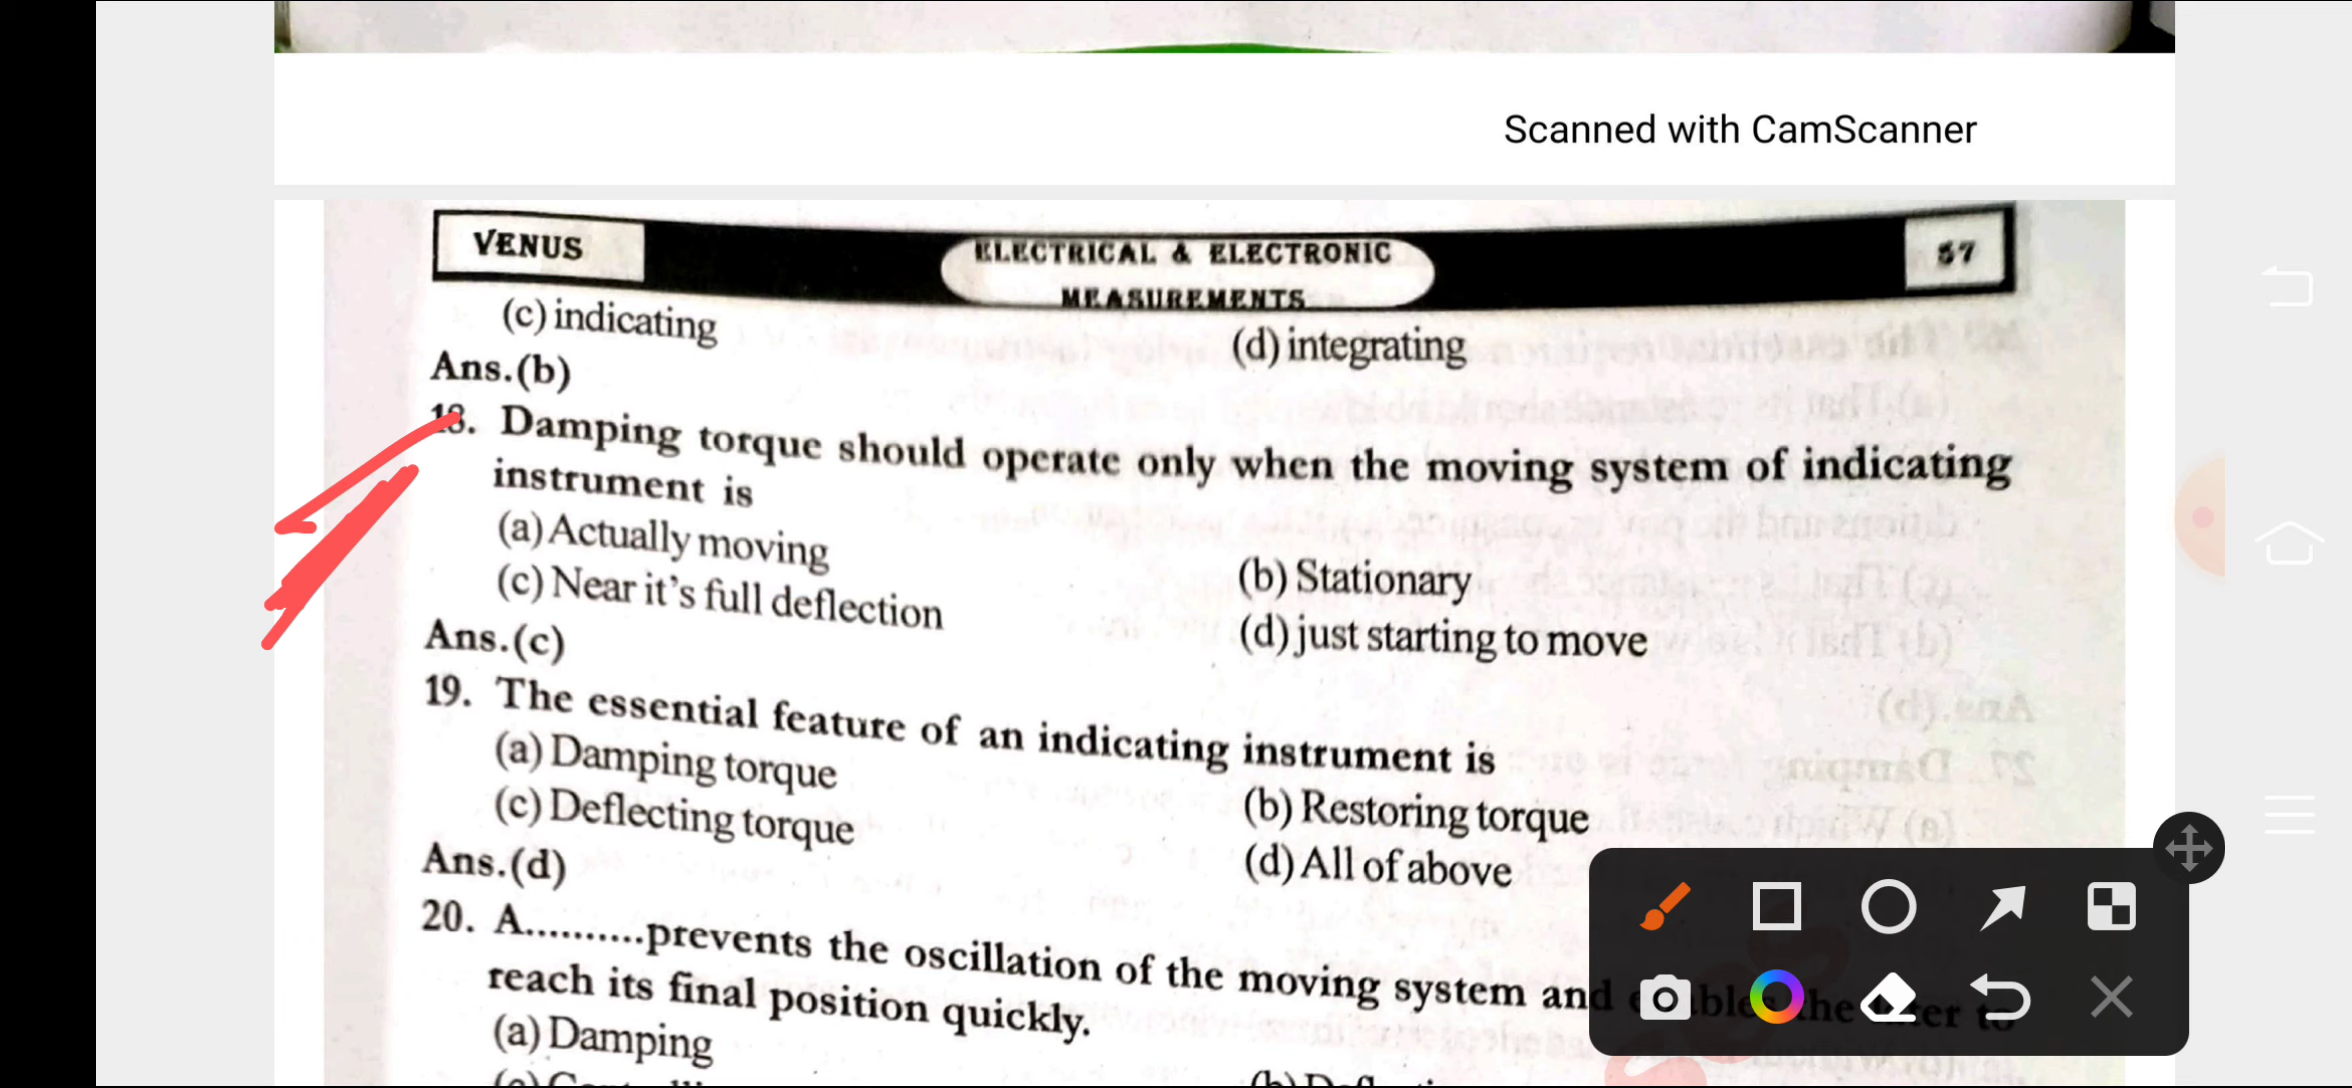 Scanned with CamScanner
VENUS
ELECTRICAL & ELECTRONIC
MEASUREMENTS
57
(c) indicating
(d) integrating
Ans.(b)
18. Damping torque should operate only when the moving system of indicating
instrument is
(a) Actually moving
(b) Stationary
(c) Near it's full deflection
(d) just starting to move
Ans.(c)
19. The essential feature of an indicating instrument is
(a) Damping torque
(b) Restoring torque
(c) Deflecting torque
(d) All of above
Ans.(d)
20. A..........prevents the oscillation of the moving system and the to
reach its final position quickly.
(a) Damping